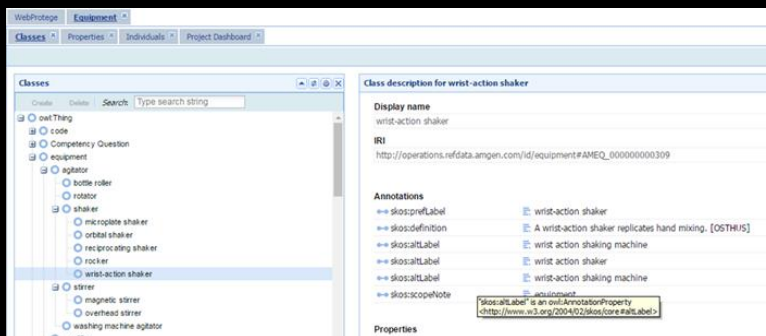 WebProtege Equipment
Classes Properties Individuals Project Dashboard
Classes
Create Delete Search: Type search string
owl:Thing
code
Competency Question
equipment
agitator
bottle roller
rotator
shaker
microplate shaker
orbital shaker
reciprocating shaker
rocker
wrist-action shaker
stirrer
magnetic stirrer
overhead stirrer
washing machine agitator
Class description for wrist-action shaker
Display name
wrist-action shaker
IRI
http://operations.refdata.amgen.com/id/equipment#AMEQ_000000000309
Annotations
skos:prefLabel wrist-action shaker
skos:definition A wrist-action shaker replicates hand mixing. [OSTHUS]
skos:altLabel wrist action shaking machine
skos:altLabel wrist action shaker
skos:altLabel wrist-action shaking machine
skos:scopeNote equipment
"skos:altLabel" is an owl:AnnotationProperty
<http://www.w3.org/2004/02/skos/core#altLabel>
Properties